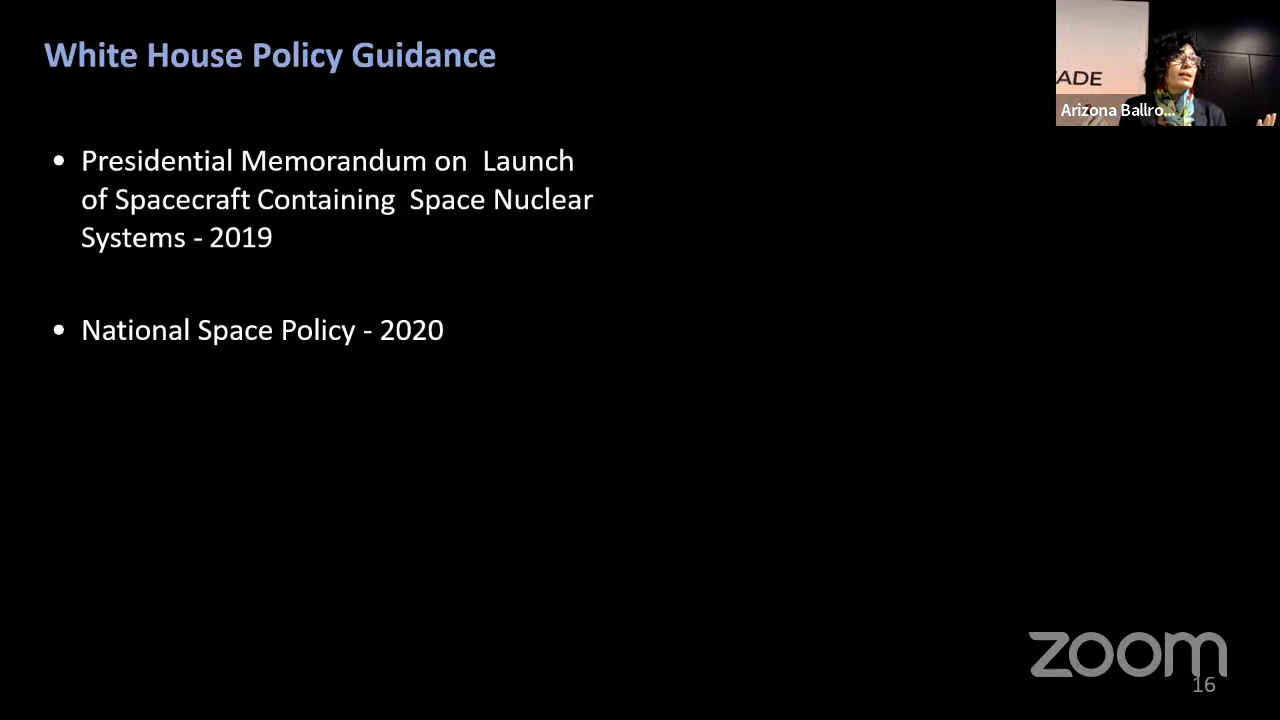 White House Policy Guidance
ADE
Arizona Ballro...
• Presidential Memorandum on  Launch
of Spacecraft Containing  Space Nuclear
Systems - 2019
• National Space Policy - 2020
zoom
16